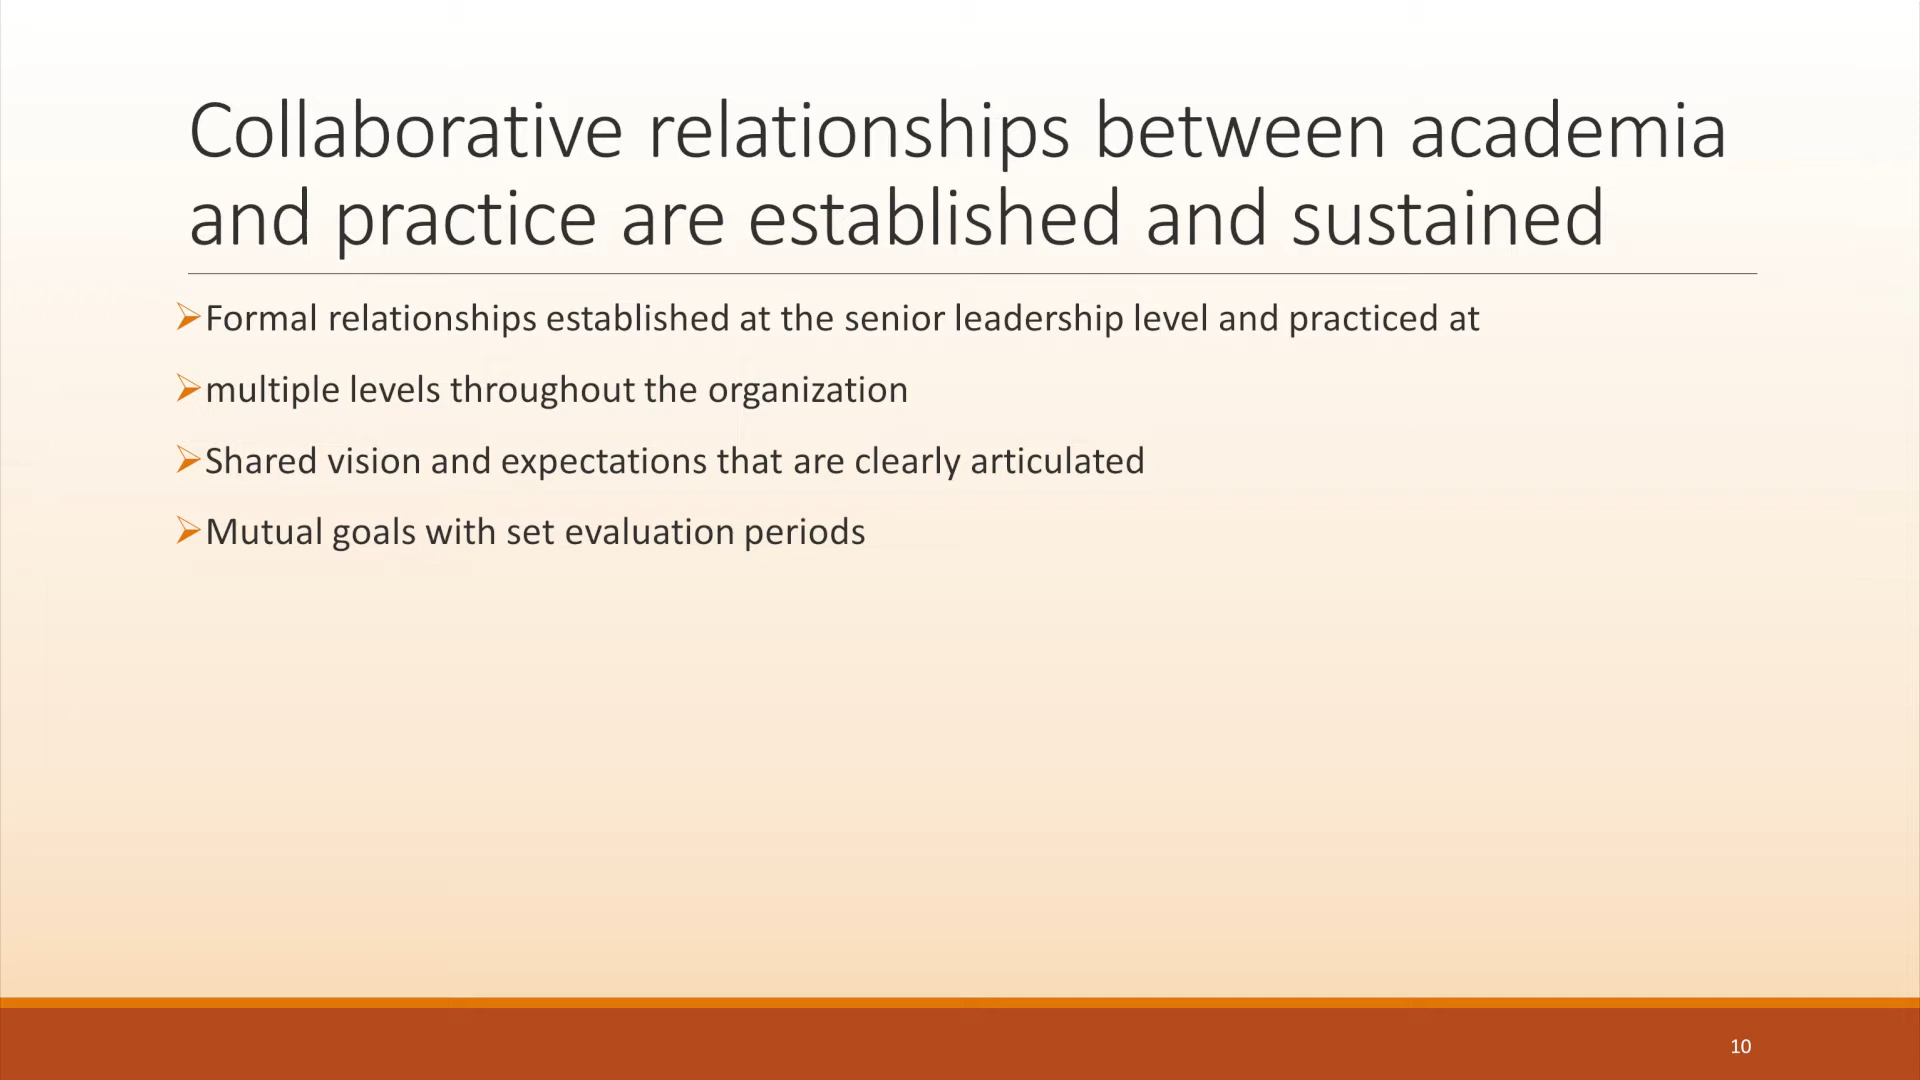 Collaborative relationships between academia
and practice are established and sustained
➢Formal relationships established at the senior leadership level and practiced at
➢multiple levels throughout the organization
➢Shared vision and expectations that are clearly articulated
➢Mutual goals with set evaluation periods
10